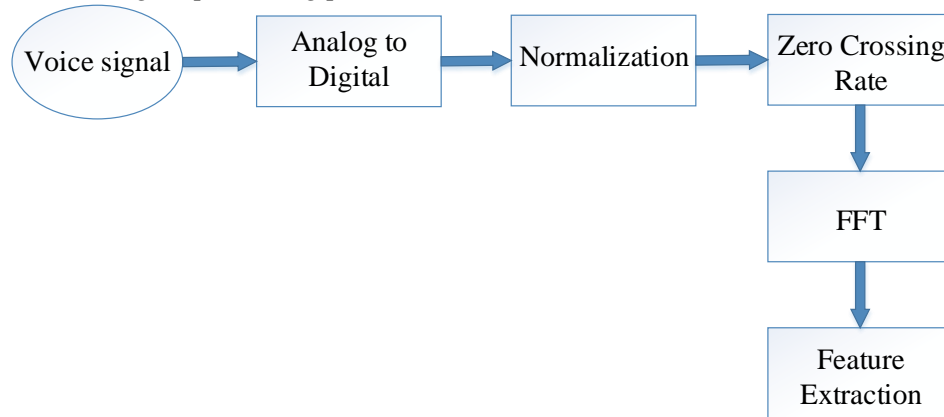 Voice signal
Analog to
Digital
Normalization
Zero Crossing
Rate
FFT
Feature
Extraction